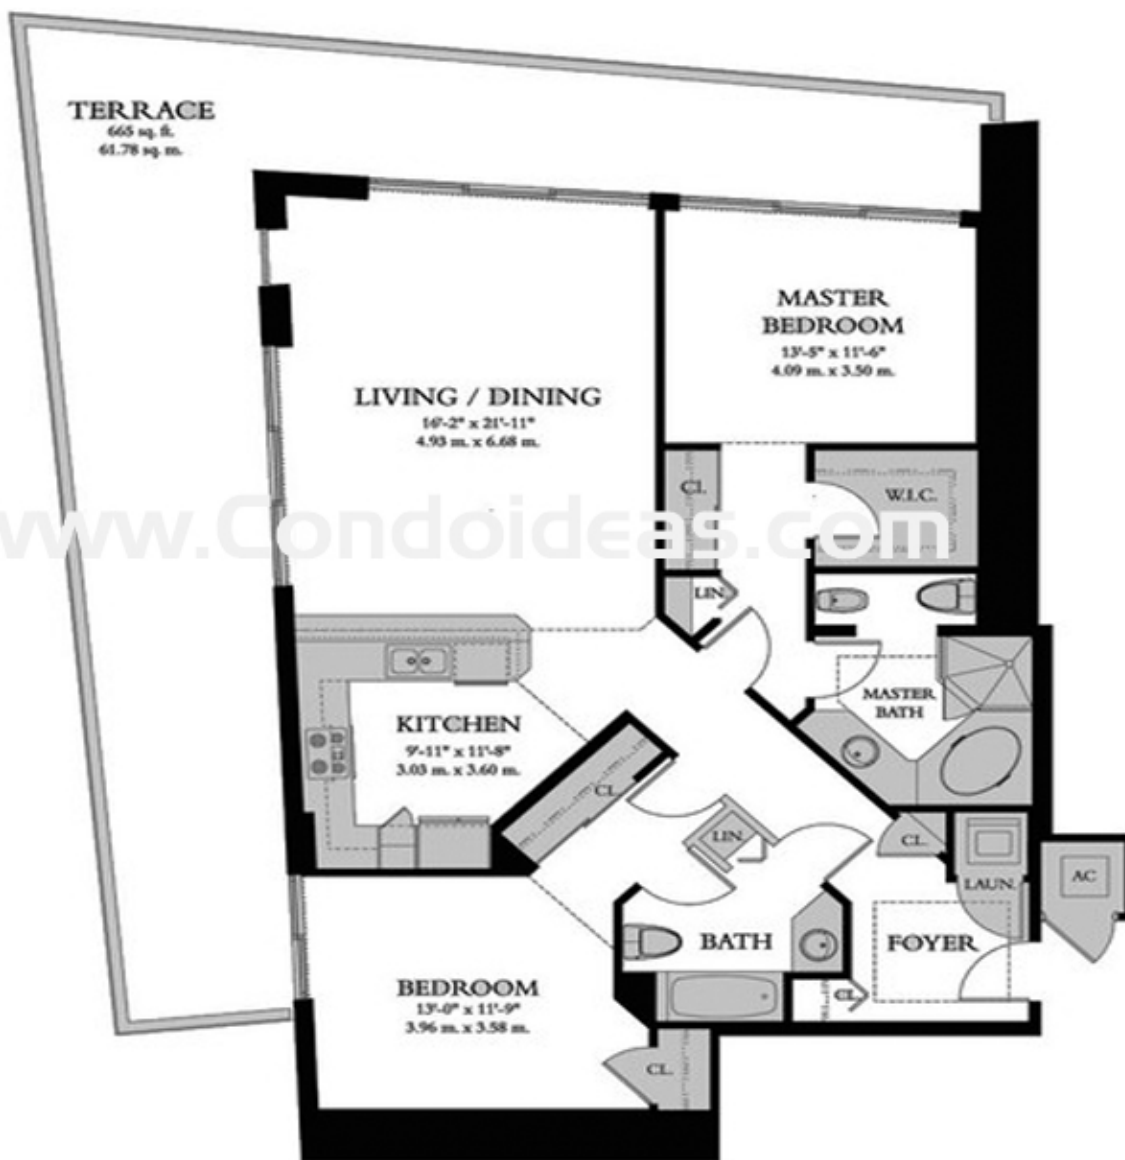 TERRACE
665 sq. ft.
61.78 sq. m.
MASTER
BEDROOM
13'-5" x 11'-6"
4.09 m. x 3.50 m.
LIVING / DINING
16'-2" x 21'-11"
4.93 m. x 6.68 m.
CL.
W.I.C.
www.Condoideas.com
LIN.
MASTER
BATH
KITCHEN
9'-11" x 11'-8"
3.03 m. x 3.60 m.
CL.
LIN.
CL.
LAUN.
AC
BATH
FOYER
BEDROOM
13'-0" x 11'-9"
3.96 m. x 3.58 m.
CL.
CL.